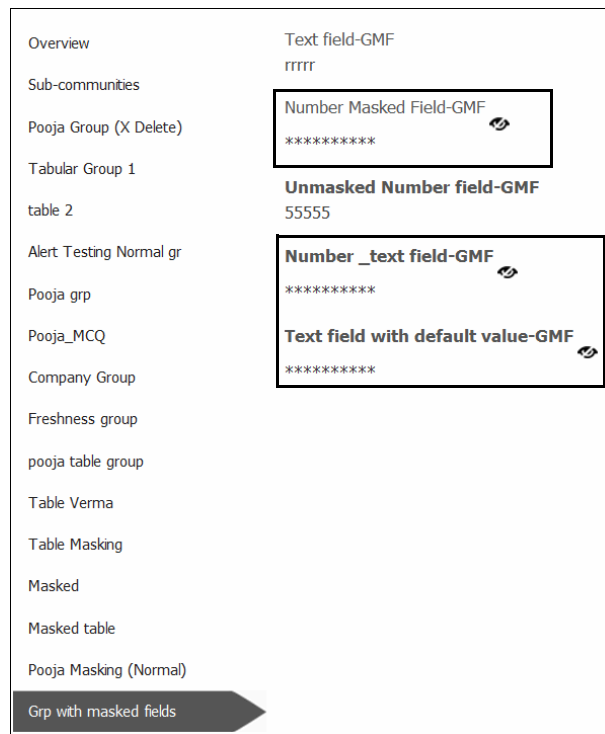 Overview
Sub-communities
Pooja Group (X Delete)
Tabular Group 1
table 2
Alert Testing Normal gr
Pooja grp
Pooja_MCQ
Company Group
Freshness group
pooja table group
Table Verma
Table Masking
Masked
Masked table
Pooja Masking (Normal)
Grp with masked fields
Text field-GMF
rrrrr
Number Masked Field-GMF
**********
Unmasked Number field-GMF
55555
Number _text field-GMF
**********
Text field with default value-GMF
**********